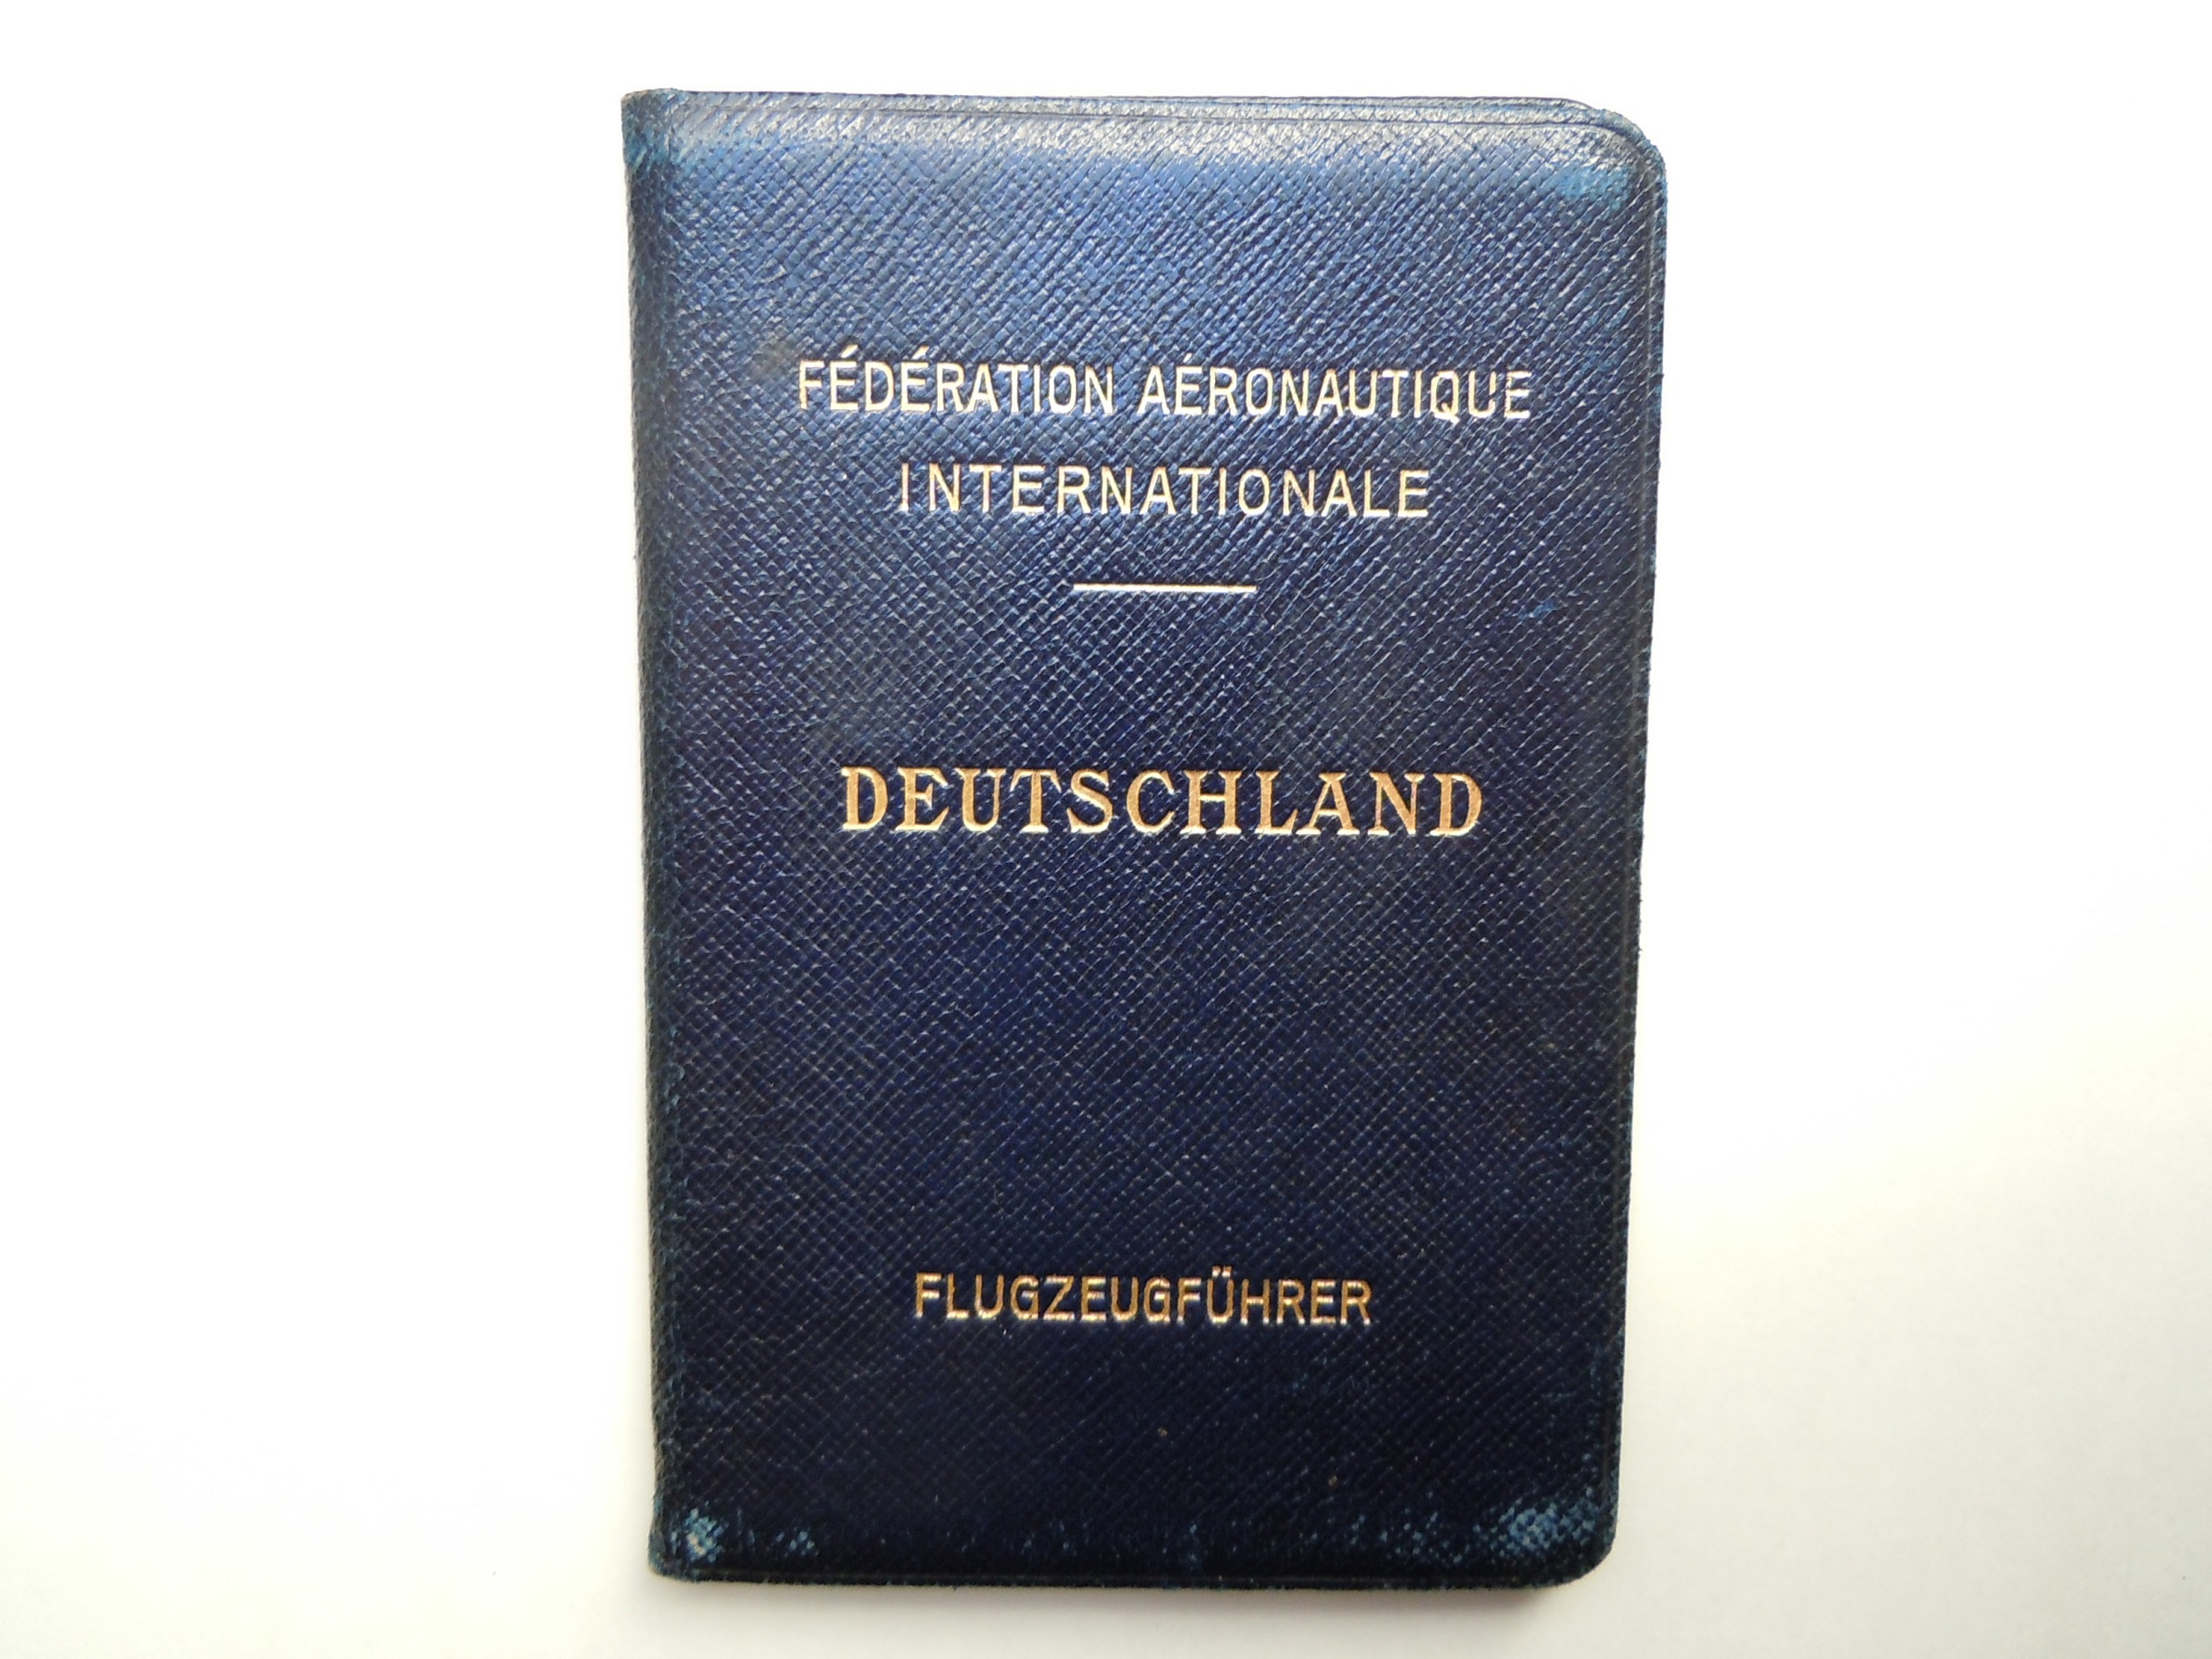 FÉDÉRATION AÉRONAUTIQUE
INTERNATIONALE
DEUTSCHLAND
FLUGZEUGFÜHRER